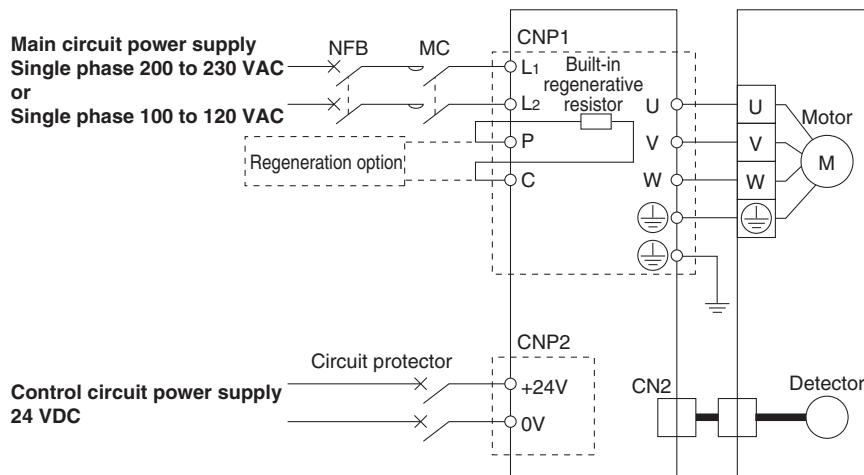 Main circuit power supply
Single phase 200 to 230 VAC
or
Single phase 100 to 120 VAC
NFB
MC
CNP1
L1
Built-in
regenerative
resistor
L2
U
U
Motor
P
V
V
M
Regeneration option
C
W
W
CNP2
Circuit protector
Control circuit power supply
24 VDC
+24V
CN2
Detector
0V